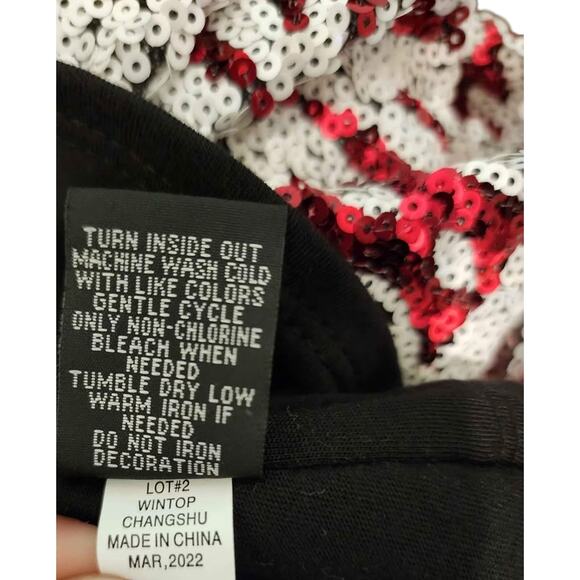 TURN INSIDE OUT
MACHINE WASH COLD
WITH LIKE COLORS
GENTLE CYCLE
ONLY NON-CHLORINE
BLEACH WHEN
NEEDED
TUMBLE DRY LOW
WARM IRON IF
NEEDED
DO NOT IRON
DECORATION
LOT#2
WINTOP
CHANGSHU
MADE IN CHINA
MAR,2022